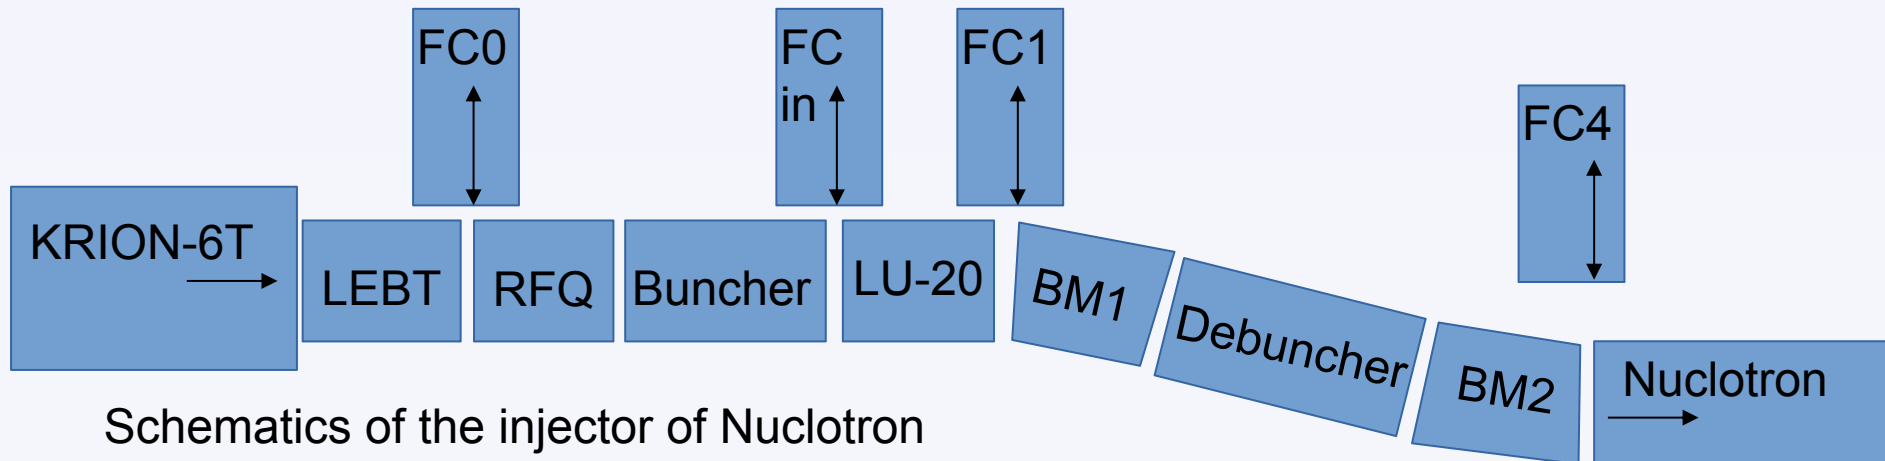 FC0
FC
in
FC1
FC4
KRION-6T
LEBT
RFQ
Buncher
LU-20
BM1
Debuncher
BM2
Nuclotron
Schematics of the injector of Nuclotron